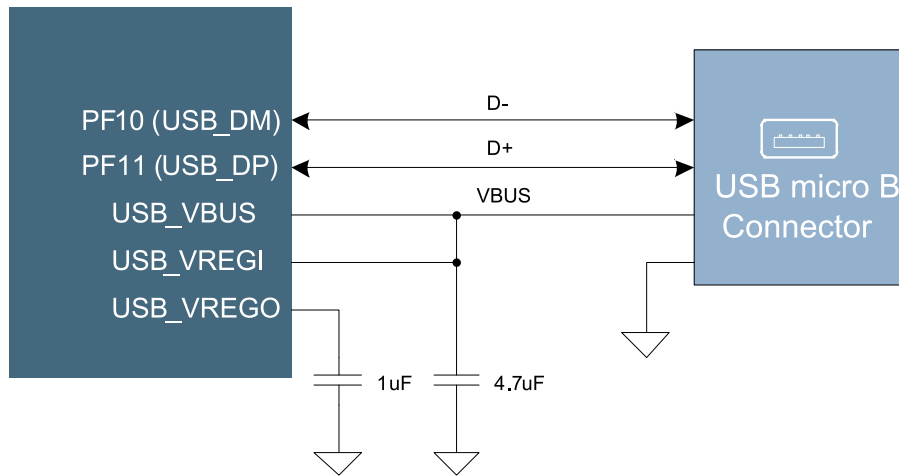 D-
PF10 (USB_DM)
D+
PF11 (USB_DP)
VBUS
USB_VBUS
USB_VREGI
USB_VREGO
USB micro B
Connector
1uF
4.7uF